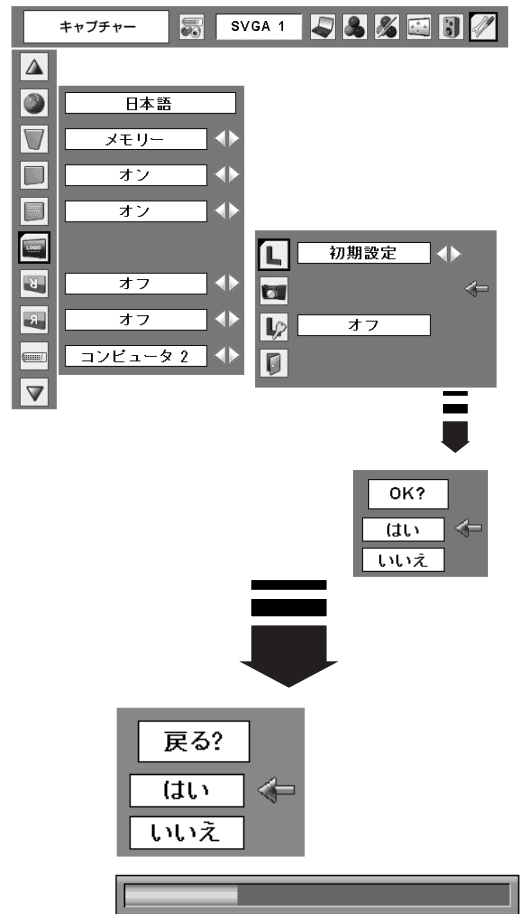 キャプチャー
SVGA 1
日本語
メモリー
オン
オン
LOGO
初期設定
オフ
オフ
オフ
コンピュータ 2
OK?
はい
いいえ
戻る?
はい
いいえ